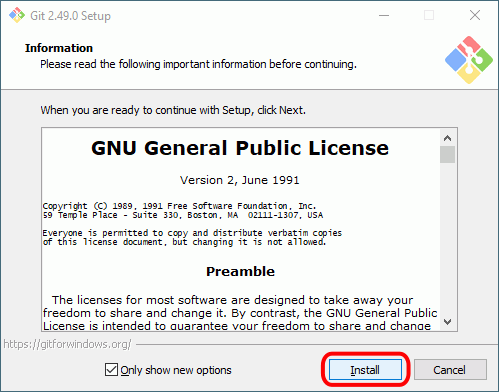 Git 2.49.0 Setup
Information
Please read the following important information before continuing.
When you are ready to continue with Setup, click Next.
GNU General Public License
Version 2, June 1991
Copyright (C) 1989, 1991 Free Software Foundation, Inc.
59 Temple Place - Suite 330, Boston, MA  02111-1307, USA
Everyone is permitted to copy and distribute verbatim copies
of this license document, but changing it is not allowed.
Preamble
The licenses for most software are designed to take away your
freedom to share and change it. By contrast, the GNU General Public
License is intended to guarantee your freedom to share and change
https://gitforwindows.org/
Only show new options
Install
Cancel